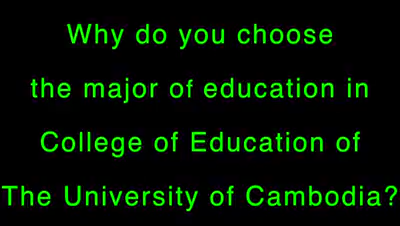 Why do you choose
the major of education in
College of Education of
The University of Cambodia?